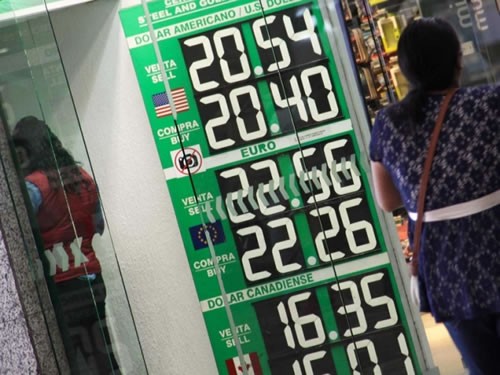 STEEL AND GOLD
DOLAR AMERICANO / U.S. DOLLAR
VENTA
SELL
20.54
COMPRA
BUY
20.40
EURO
VENTA
SELL
22.66
COMPRA
BUY
22.26
DOLAR CANADIENSE
VENTA
SELL
16.35